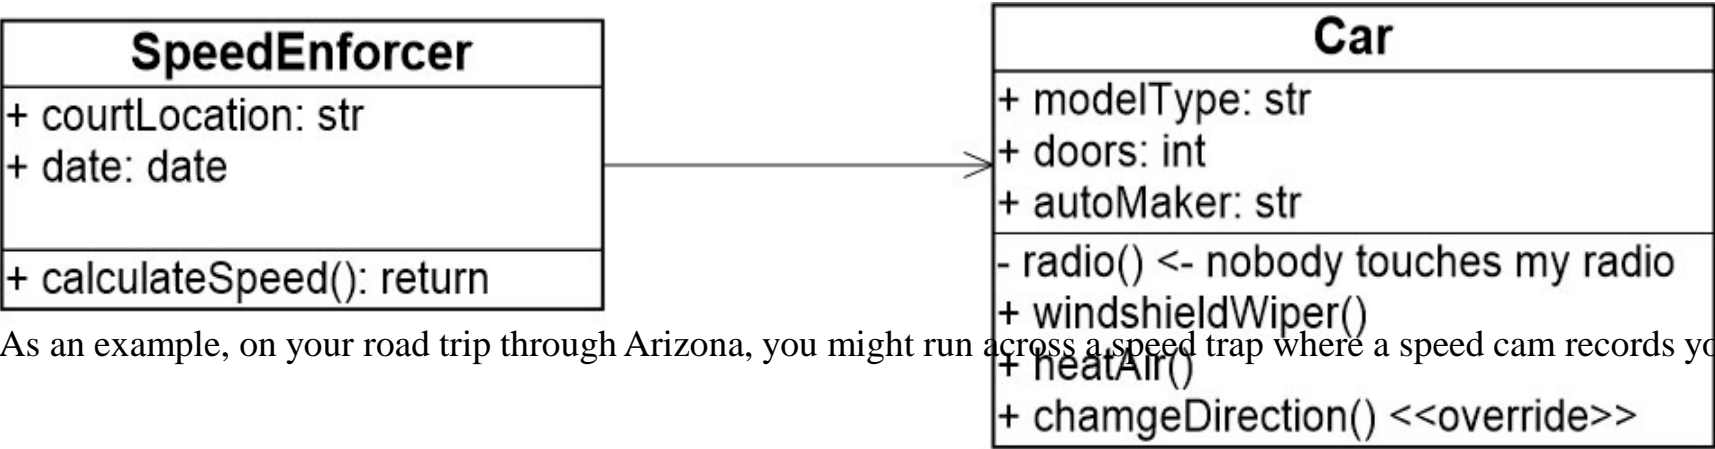 SpeedEnforcer
+ courtLocation: str
+ date: date
+ calculateSpeed(): return
Car
+ modelType: str
+ doors: int
+ autoMaker: str
- radio() <- nobody touches my radio
+ windshieldWiper()
+ heatAir()
+ chamgeDirection() <<override>>
As an example, on your road trip through Arizona, you might run across a speed trap where a speed cam records